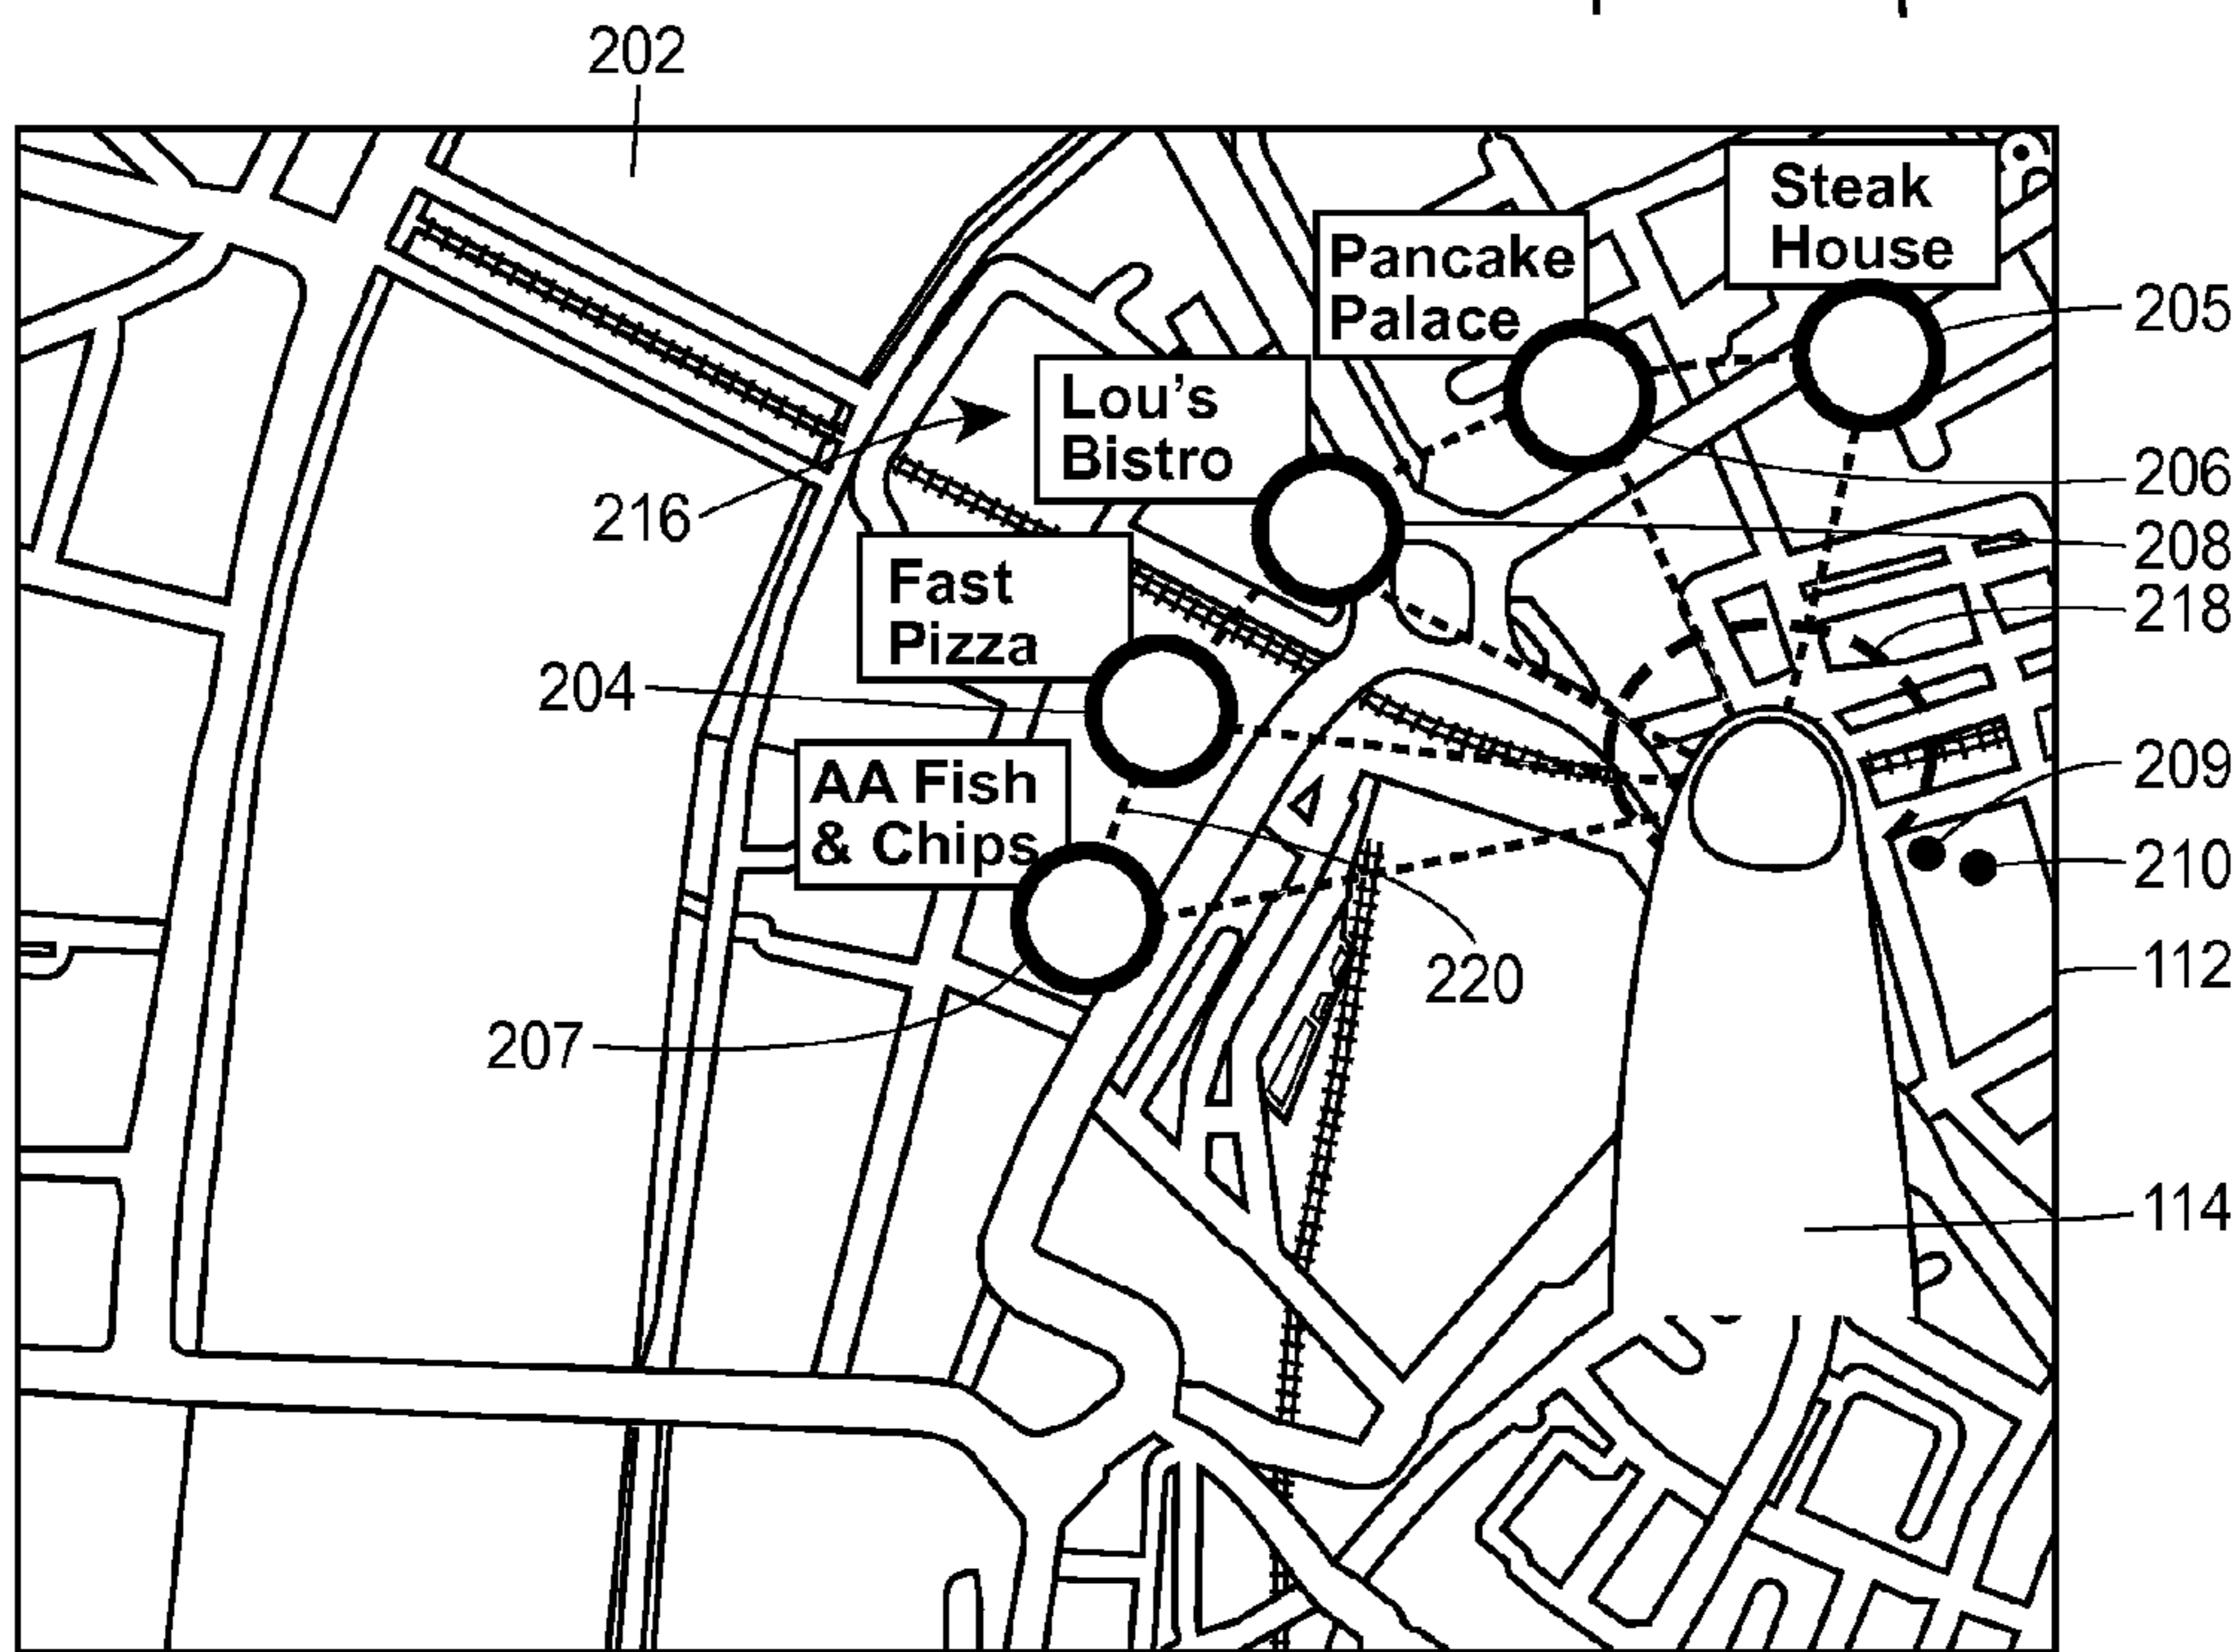 202
Steak
House
Pancake
Palace
205
Lou's
Bistro
206
216
208
Fast
Pizza
218
204
209
AA Fish
& Chips
210
220
112
207
114